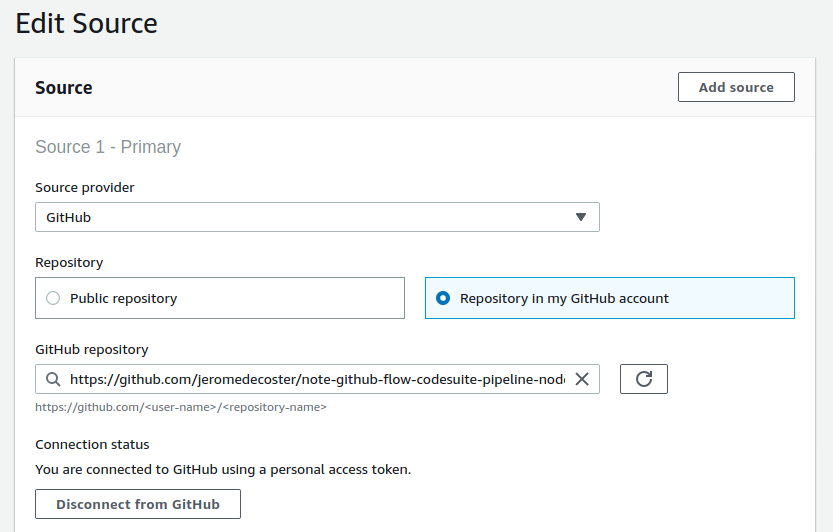 Edit Source
Source
Add source
Source 1 - Primary
Source provider
GitHub
Repository
Public repository
Repository in my GitHub account
GitHub repository
https://github.com/jeromedecoster/note-github-flow-codesuite-pipeline-node
https://github.com/<user-name>/<repository-name>
Connection status
You are connected to GitHub using a personal access token.
Disconnect from GitHub